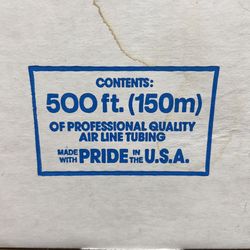 CONTENTS:
500 ft. (150m)
OF PROFESSIONAL QUALITY
AIR LINE TUBING
MADE WITH PRIDE IN THE U.S.A.